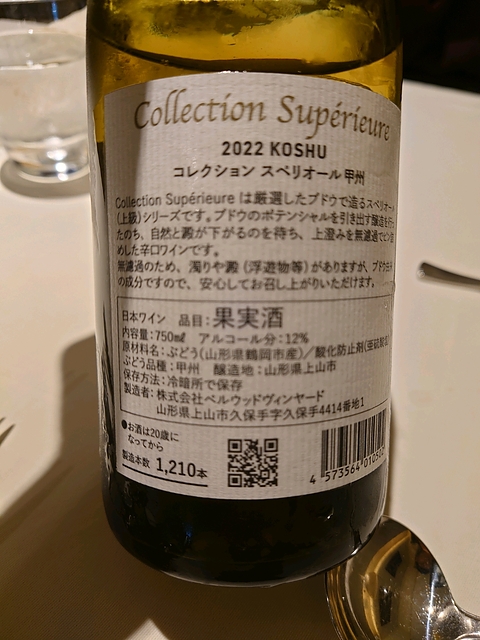 Collection Supérieure
2022 KOSHU
コレクション スペリオール 甲州
Collection Supérieure は厳選したブドウで造るスペリオー
(上級)シリーズです。ブドウのポテンシャルを引き出す醸造を行っ
たのち、自然と澱が下がるのを待ち、上澄みを無濾過でビン
めした辛口ワインです。
無濾過のため、濁りや澱(浮遊物等)がありますが、ブドウ
の成分ですので、安心してお召し上がりいただけます。
日本ワイン 品目:果実酒
内容量:750㎖ アルコール分:12%
原材料名:ぶどう(山形県鶴岡市産)/酸化防止剤(亜硫酸
ぶどう品種:甲州 醸造地:山形県上山市
保存方法:冷暗所で保存
製造者:株式会社ベルウッドヴィンヤード
山形県上山市久保手字久保手4414番地1
●お酒は20歳に
なってから
製造本数 1,210本
4 573564 0105